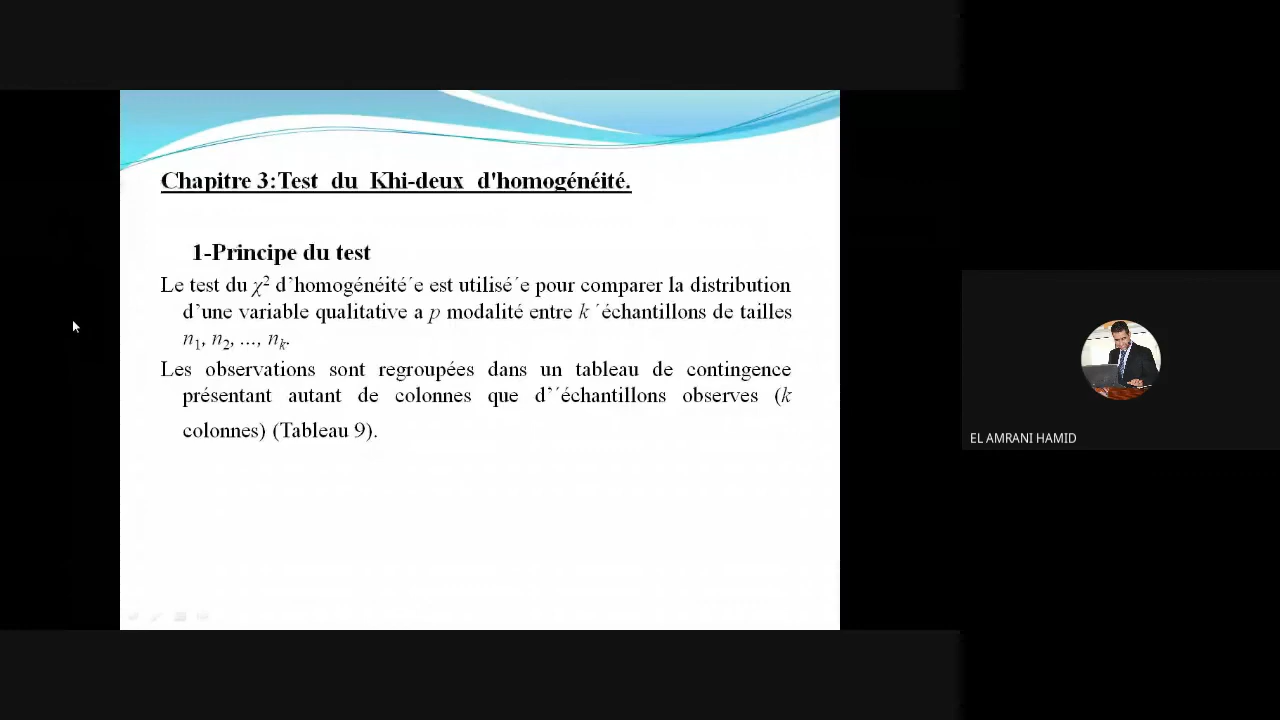 Chapitre 3:Test du Khi-deux d'homogénéité.
1-Principe du test
Le test du χ² d’homogénéité´e est utilisé´e pour comparer la distribution
d’une variable qualitative a p modalité entre k ´échantillons de tailles
n₁, n₂, ..., nₖ.
Les observations sont regroupées dans un tableau de contingence
présentant autant de colonnes que d’´échantillons observes (k
colonnes) (Tableau 9).
EL AMRANI HAMID